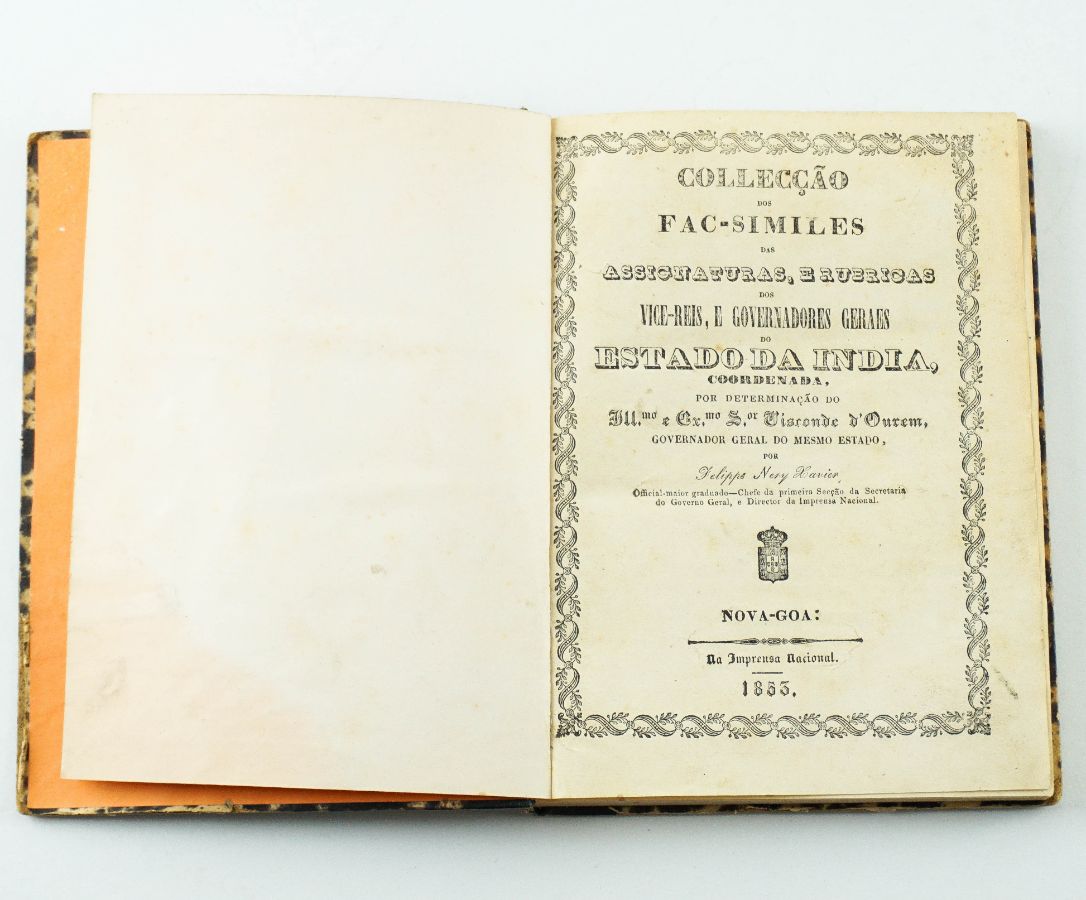 COLLECÇÃO
DOS
FAC-SIMILES
DAS
ASSIGNATURAS, E RUBRICAS
DOS
VICE-REIS, E GOVERNADORES GERAES
DO
ESTADO DA INDIA,
COORDENADA,
POR DETERMINAÇÃO DO
Ill.mo e Ex.mo S.or Visconde d'Ourem,
GOVERNADOR GERAL DO MESMO ESTADO,
POR
Felippe Nery Xavier,
Official-maior graduado—Chefe da primeira Secção da Secretaria
do Governo Geral, e Director da Imprensa Nacional.
NOVA-GOA:
Na Imprensa Nacional.
1853.